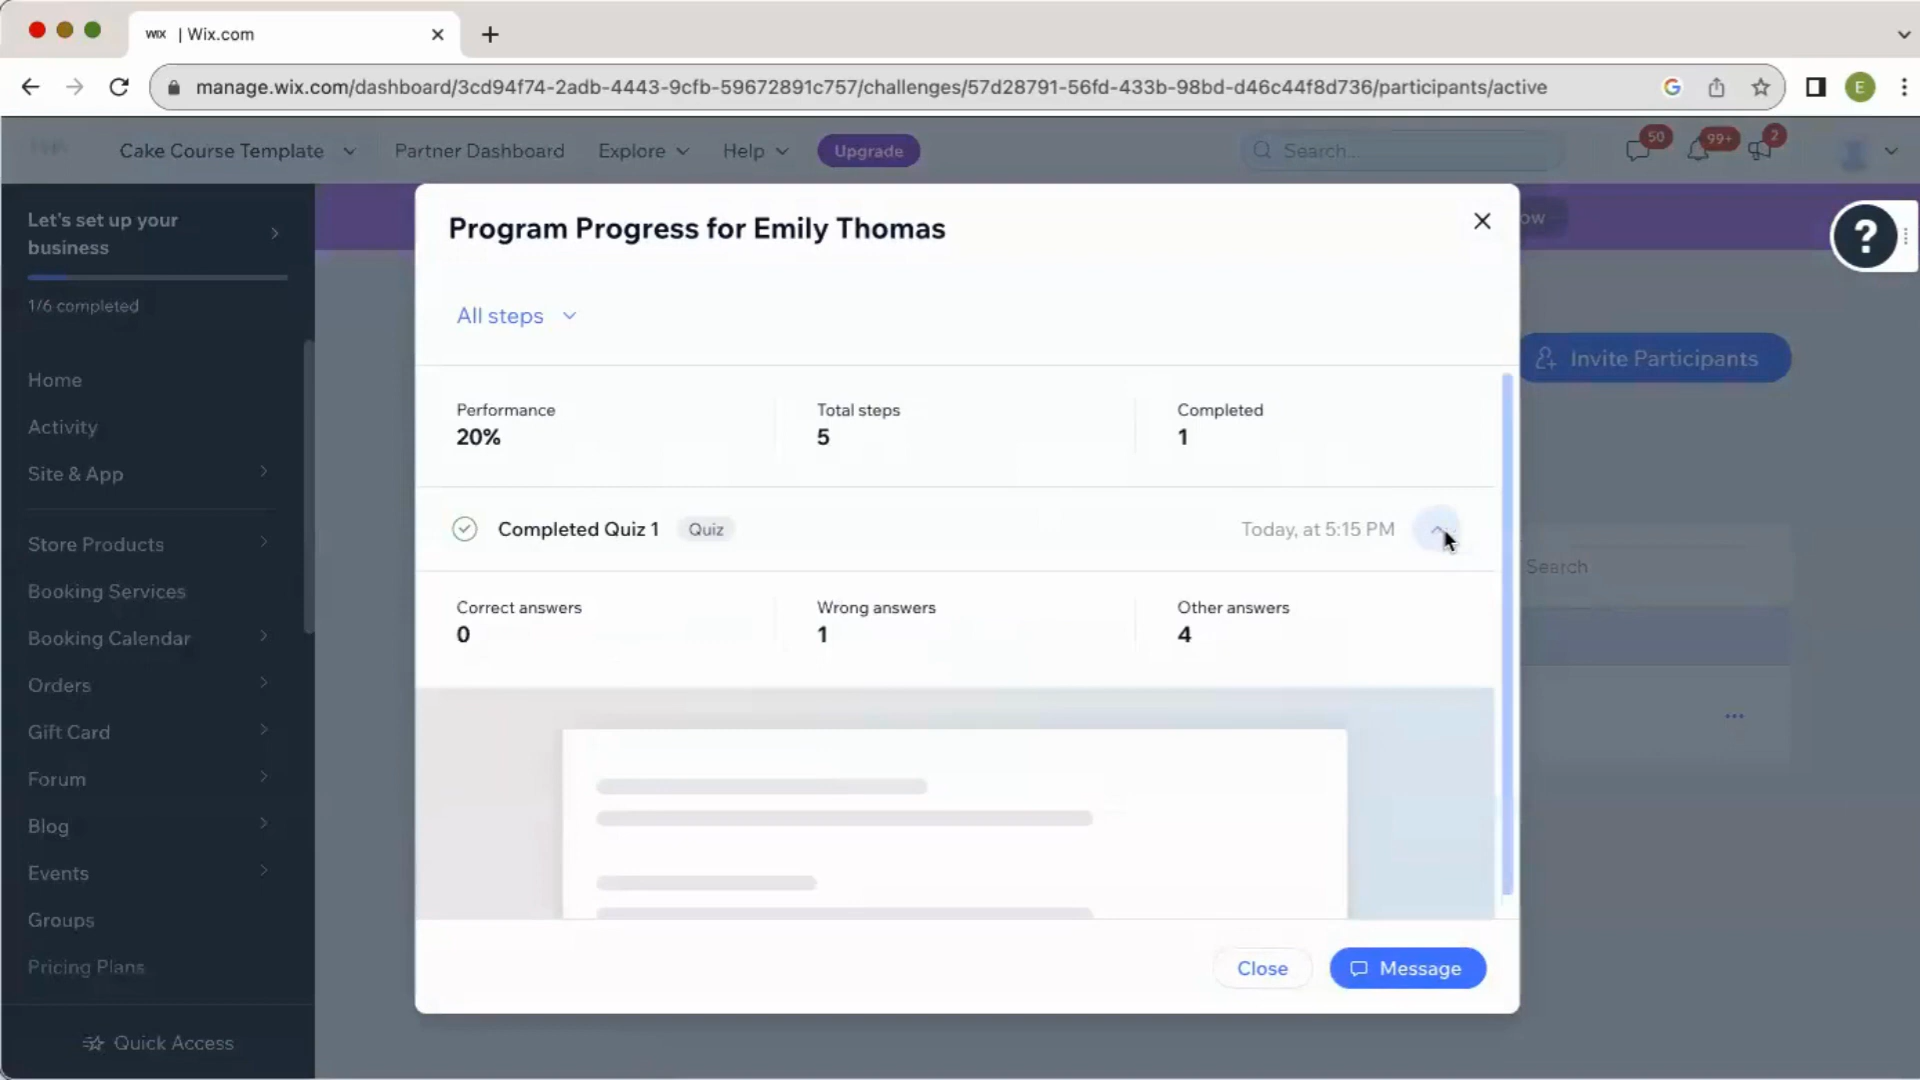 WIX | Wix.com
manage.wix.com/dashboard/3cd94f74-2adb-4443-9cfb-59672891c757/challenges/57d28791-56fd-433b-98bd-d46c44f8d736/participants/active
E
WIX
Cake Course Template
Partner Dashboard
Explore
Help
Upgrade
Search...
50
99+
2
Let's set up your
business
1/6 completed
Home
Activity
Site & App
Store Products
Booking Services
Booking Calendar
Orders
Gift Card
Forum
Blog
Events
Groups
Pricing Plans
Quick Access
Program Progress for Emily Thomas
All steps
Performance
20%
Total steps
5
Completed
1
Completed Quiz 1
Quiz
Today, at 5:15 PM
Correct answers
0
Wrong answers
1
Other answers
4
Close
Message
?
Invite Participants
Search